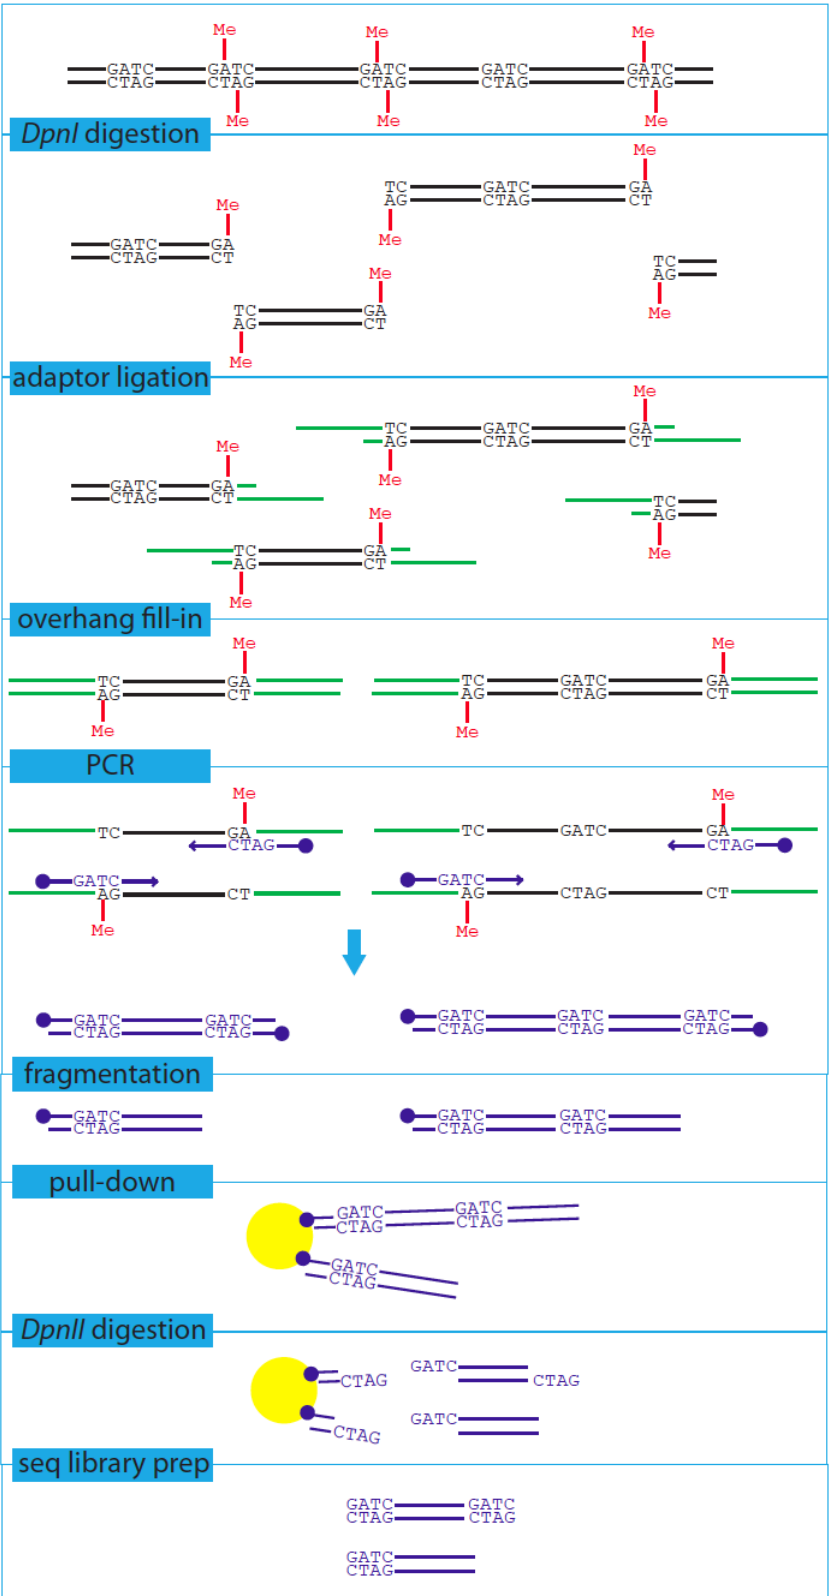 Me Me Me
GATC GATC GATC GATC GATC
CTAG CTAG CTAG CTAG CTAG
Me Me Me
DpnI digestion
Me
TC GATC GA
AG CTAG CT
Me
Me
GATC GA
CTAG CT
TC
AG
Me
Me
TC GA
AG CT
Me
adaptor ligation
Me
TC GATC GA
AG CTAG CT
Me
Me
GATC GA
CTAG CT
TC
AG
Me
Me
TC GA
AG CT
Me
overhang fill-in
Me Me
TC GA TC GATC GA
AG CT AG CTAG CT
Me Me
PCR
Me Me
TC GA TC GATC GA
CTAG CTAG
GATC GATC
AG CT AG CTAG CT
Me Me
GATC GATC GATC GATC GATC
CTAG CTAG CTAG CTAG CTAG
fragmentation
GATC GATC GATC
CTAG CTAG CTAG
pull-down
GATC GATC
CTAG CTAG
GATC
CTAG
DpnII digestion
GATC
CTAG CTAG
GATC
CTAG
seq library prep
GATC GATC
CTAG CTAG
GATC
CTAG